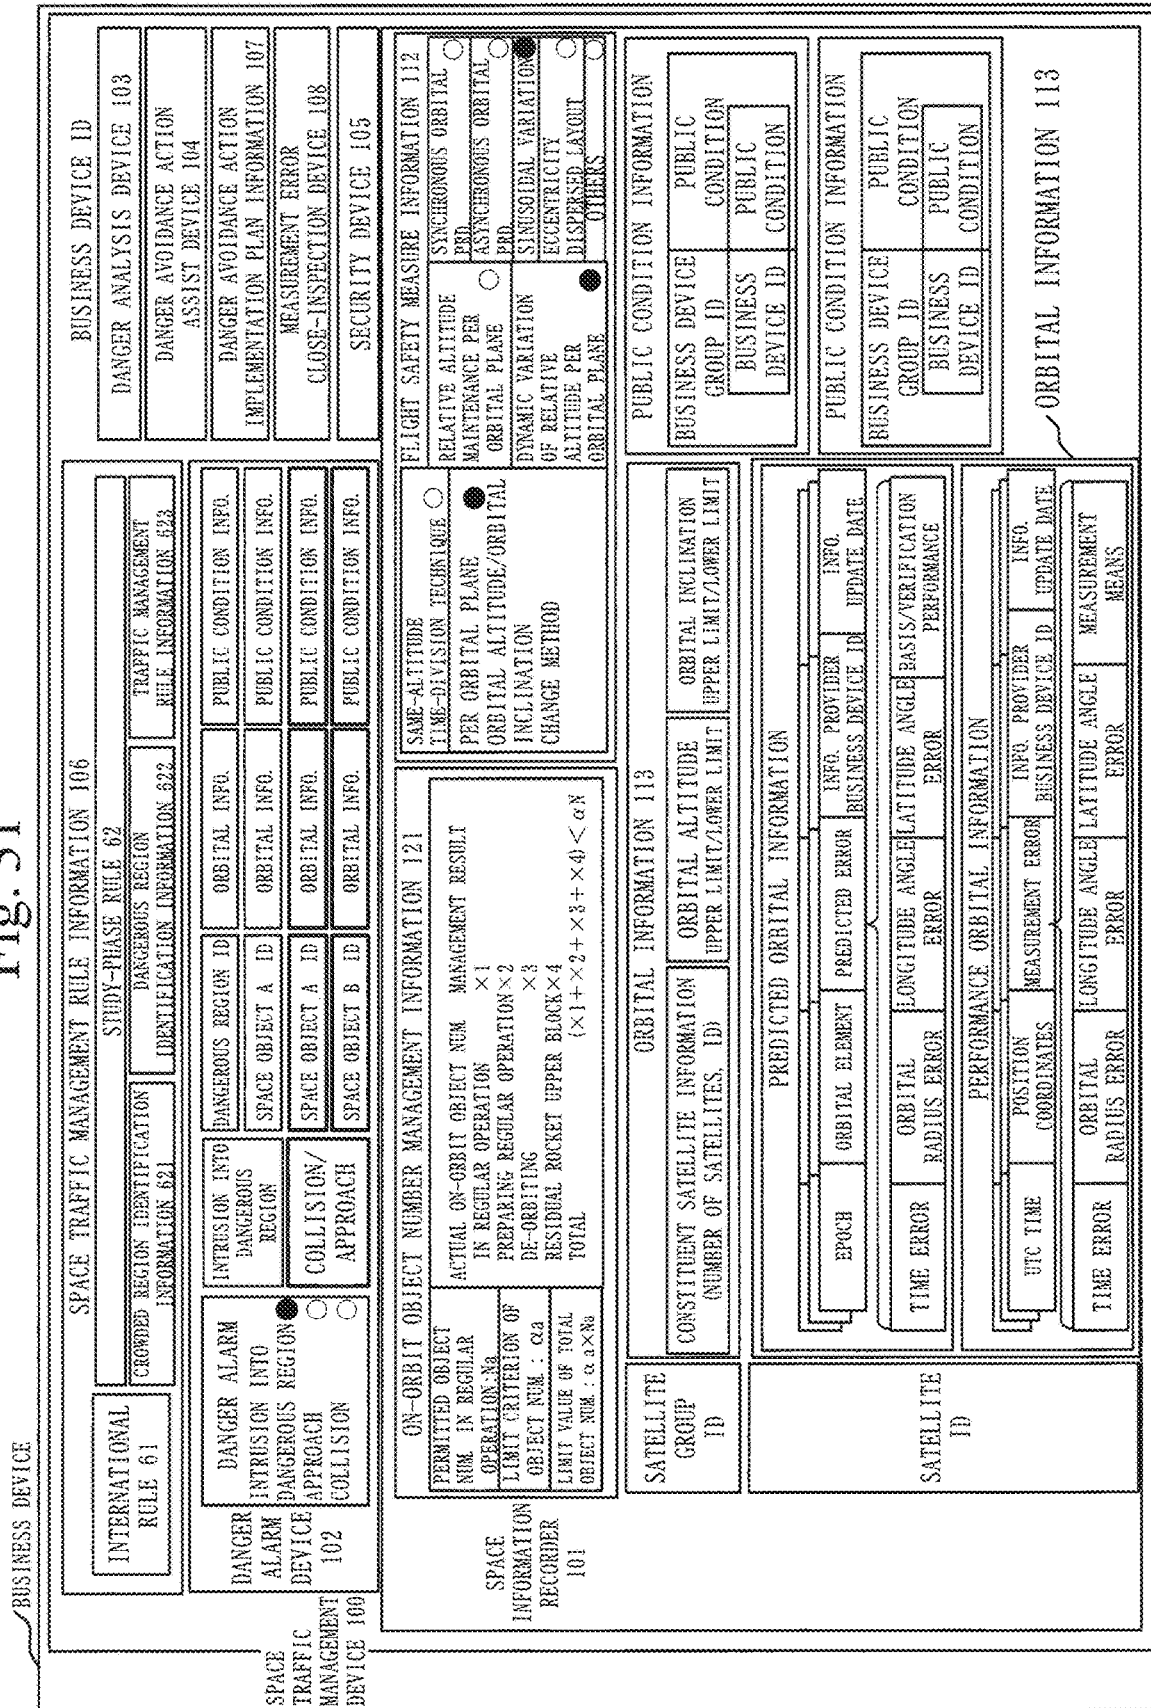 Fig. 31
BUSINESS DEVICE
SPACE
TRAFFIC
MANAGEMENT
DEVICE 100
SPACE TRAFFIC MANAGEMENT RULE INFORMATION 106
INTERNATIONAL
RULE 61
STUDY-PHASE RULE 62
CROWDED REGION IDENTIFICATION
INFORMATION 621
DANGEROUS REGION
IDENTIFICATION INFORMATION 622
TRAFFIC MANAGEMENT
RULE INFORMATION 623
BUSINESS DEVICE ID
DANGER ANALYSIS DEVICE 103
DANGER AVOIDANCE ACTION
ASSIST DEVICE 104
DANGER AVOIDANCE ACTION
IMPLEMENTATION PLAN INFORMATION 107
MEASUREMENT ERROR
CLOSE-INSPECTION DEVICE 108
SECURITY DEVICE 105
DANGER
ALARM
DEVICE
102
DANGER ALARM
INTRUSION INTO
DANGEROUS REGION ●
APPROACH ○
COLLISION ○
INTRUSION INTO
DANGEROUS
REGION
DANGEROUS REGION ID
ORBITAL INFO.
PUBLIC CONDITION INFO.
SPACE OBJECT A ID
ORBITAL INFO.
PUBLIC CONDITION INFO.
COLLISION/
APPROACH
SPACE OBJECT A ID
ORBITAL INFO.
PUBLIC CONDITION INFO.
SPACE OBJECT B ID
ORBITAL INFO.
PUBLIC CONDITION INFO.
SPACE
INFORMATION
RECORDER
101
ON-ORBIT OBJECT NUMBER MANAGEMENT INFORMATION 121
PERMITTED OBJECT
NUM. IN REGULAR
OPERATION:Na
LIMIT CRITERION OF
OBJECT NUM.: αa
LIMIT VALUE OF TOTAL
OBJECT NUM.: αa×Na
ACTUAL ON-ORBIT OBJECT NUM MANAGEMENT RESULT
IN REGULAR OPERATION ×1
PREPARING REGULAR OPERATION×2
DE-ORBITING ×3
RESIDUAL ROCKET UPPER BLOCK×4
TOTAL (×1+×2+×3+×4)<αN
FLIGHT SAFETY MEASURE INFORMATION 112
SAME-ALTITUDE
TIME-DIVISION TECHNIQUE ○
PER ORBITAL PLANE ●
ORBITAL ALTITUDE/ORBITAL
INCLINATION
CHANGE METHOD
RELATIVE ALTITUDE
MAINTENANCE PER
ORBITAL PLANE ○
DYNAMIC VARIATION
OF RELATIVE
ALTITUDE PER
ORBITAL PLANE ●
SYNCHRONOUS ORBITAL
PRD ○
ASYNCHRONOUS ORBITAL
PRD ○
SINUSOIDAL VARIATION ●
ECCENTRICITY ○
DISPERSED LAYOUT
OTHERS ○
SATELLITE
GROUP
ID
ORBITAL INFORMATION 113
CONSTITUENT SATELLITE INFORMATION
(NUMBER OF SATELLITES, ID)
ORBITAL ALTITUDE
UPPER LIMIT/LOWER LIMIT
ORBITAL INCLINATION
UPPER LIMIT/LOWER LIMIT
PUBLIC CONDITION INFORMATION
BUSINESS DEVICE
GROUP ID
PUBLIC
CONDITION
BUSINESS
DEVICE ID
PUBLIC
CONDITION
SATELLITE
ID
PREDICTED ORBITAL INFORMATION
EPOCH
ORBITAL ELEMENT
PREDICTED ERROR
INFO. PROVIDER
BUSINESS DEVICE ID
INFO.
UPDATE DATE
TIME ERROR
ORBITAL
RADIUS ERROR
LONGITUDE ANGLE
ERROR
LATITUDE ANGLE
ERROR
BASIS/VERIFICATION
PERFORMANCE
PERFORMANCE ORBITAL INFORMATION
UTC TIME
POSITION
COORDINATES
MEASUREMENT ERROR
INFO. PROVIDER
BUSINESS DEVICE ID
INFO.
UPDATE DATE
TIME ERROR
ORBITAL
RADIUS ERROR
LONGITUDE ANGLE
ERROR
LATITUDE ANGLE
ERROR
MEASUREMENT
MEANS
PUBLIC CONDITION INFORMATION
BUSINESS DEVICE
GROUP ID
PUBLIC
CONDITION
BUSINESS
DEVICE ID
PUBLIC
CONDITION
ORBITAL INFORMATION 113